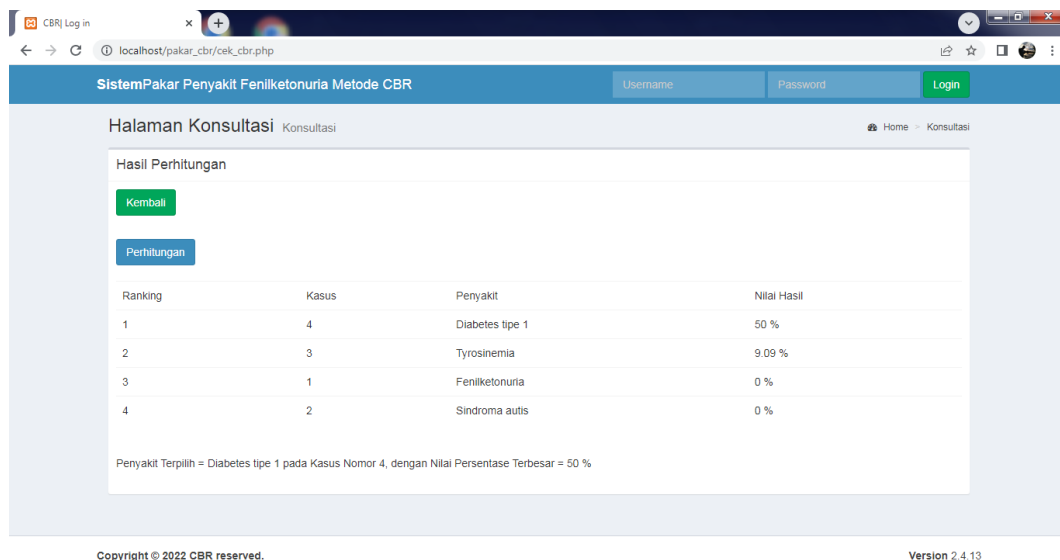 CBR| Log in
localhost/pakar_cbr/cek_cbr.php
SistemPakar Penyakit Fenilketonuria Metode CBR Username Password Login
Halaman Konsultasi Konsultasi Home > Konsultasi
Hasil Perhitungan
Kembali
Perhitungan
Ranking Kasus Penyakit Nilai Hasil
1 4 Diabetes tipe 1 50 %
2 3 Tyrosinemia 9.09 %
3 1 Fenilketonuria 0 %
4 2 Sindroma autis 0 %
Penyakit Terpilih = Diabetes tipe 1 pada Kasus Nomor 4, dengan Nilai Persentase Terbesar = 50 %
Copyright © 2022 CBR reserved. Version 2.4.13